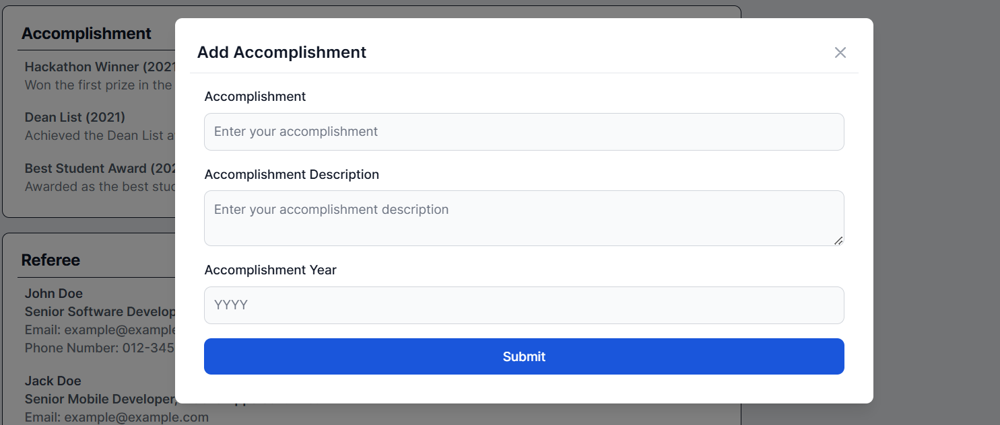 Accomplishment
Hackathon Winner (2021
Won the first prize in the
Dean List (2021)
Achieved the Dean List
Best Student Award (202
Awarded as the best
Referee
John Doe
Senior Software Develop
Email: example@example
Phone Number: 012-345
Jack Doe
Senior Mobile Developer,
Email: example@example.com
Add Accomplishment
Accomplishment
Enter your accomplishment
Accomplishment Description
Enter your accomplishment description
Accomplishment Year
YYYY
Submit